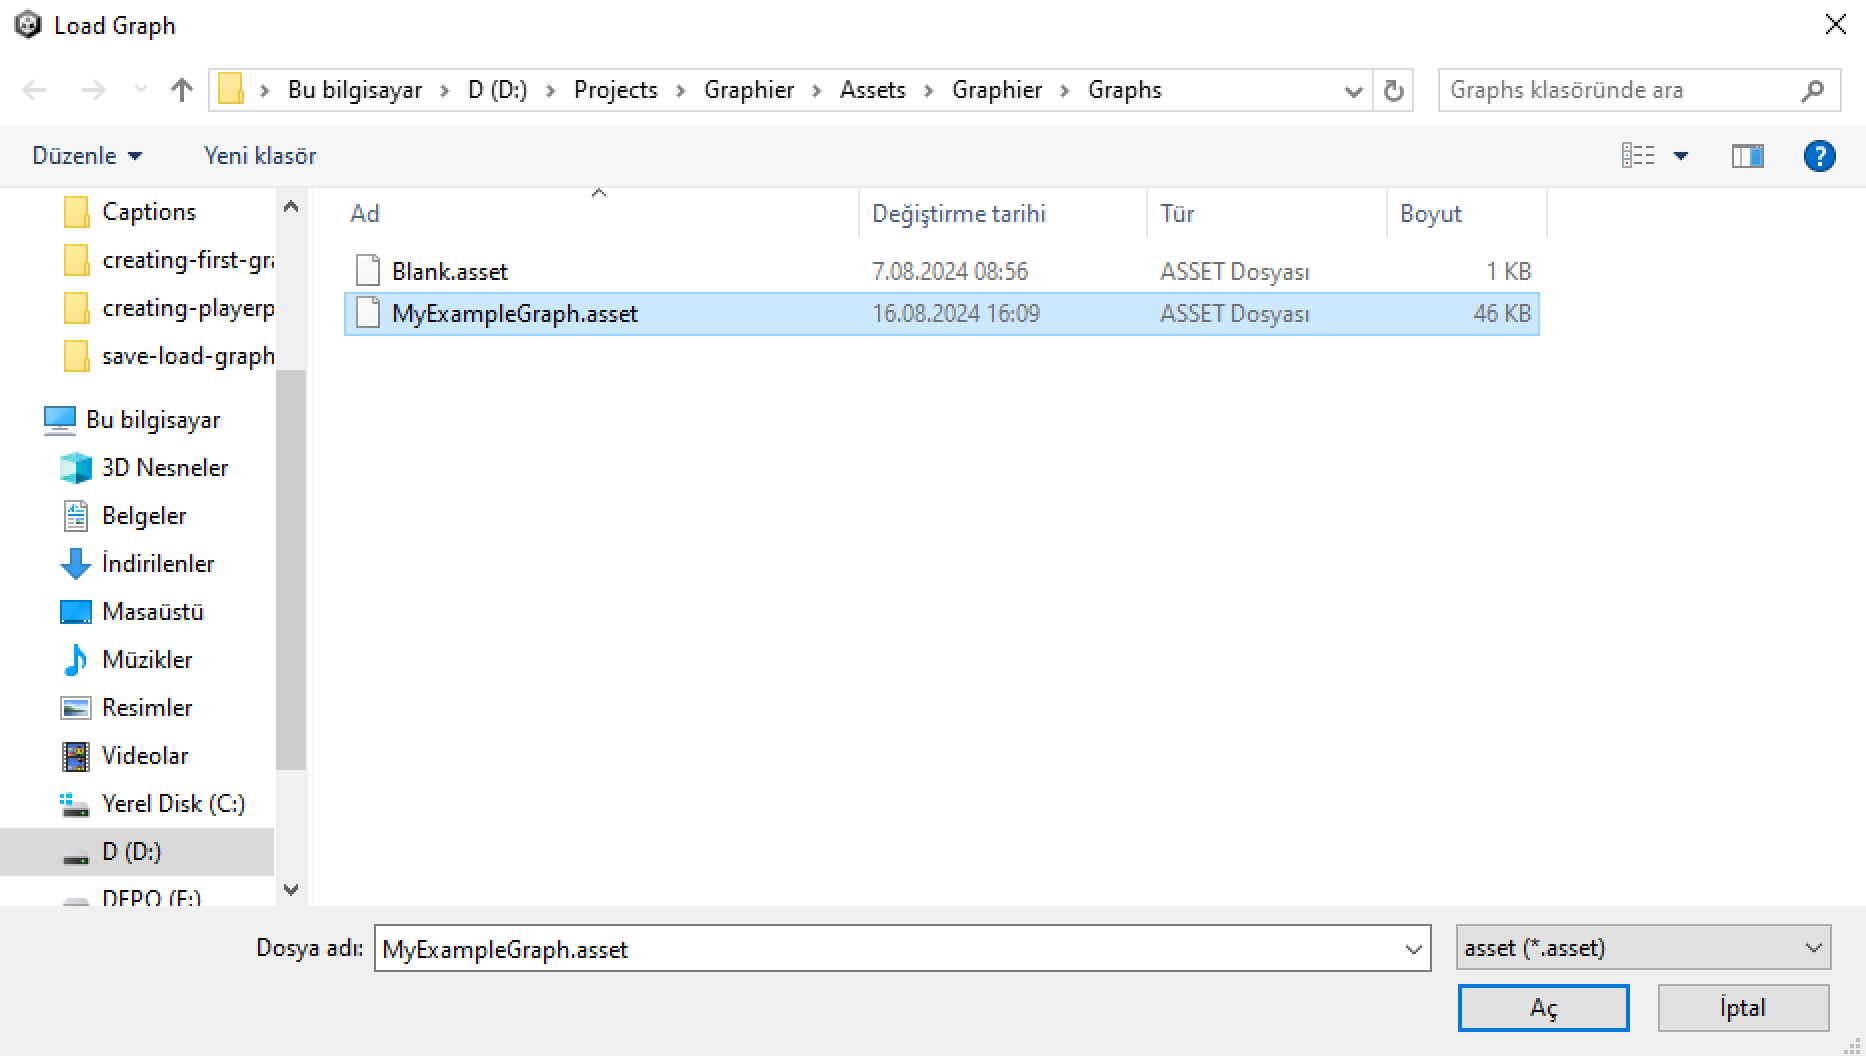 Load Graph
Bu bilgisayar D (D:) Projects Graphier Assets Graphier Graphs
Graphs klasöründe ara
Düzenle Yeni klasör
?
Captions
creating-first-gra
creating-playerp
save-load-graph
Bu bilgisayar
3D Nesneler
Belgeler
İndirilenler
Masaüstü
Müzikler
Resimler
Videolar
Yerel Disk (C:)
D (D:)
DEPO (E:)
Ad Değiştirme tarihi Tür Boyut
Blank.asset 7.08.2024 08:56 ASSET Dosyası 1 KB
MyExampleGraph.asset 16.08.2024 16:09 ASSET Dosyası 46 KB
Dosya adı: MyExampleGraph.asset asset (*.asset)
Aç İptal